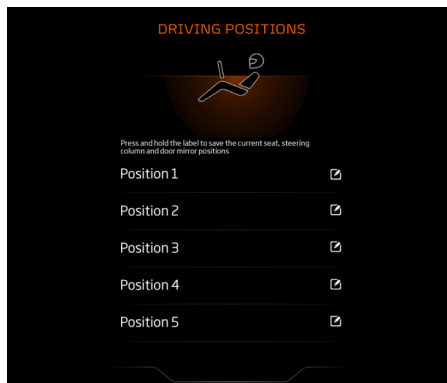 DRIVING POSITIONS
Press and hold the label to save the current seat, steering
column and door mirror positions
Position 1
Position 2
Position 3
Position 4
Position 5